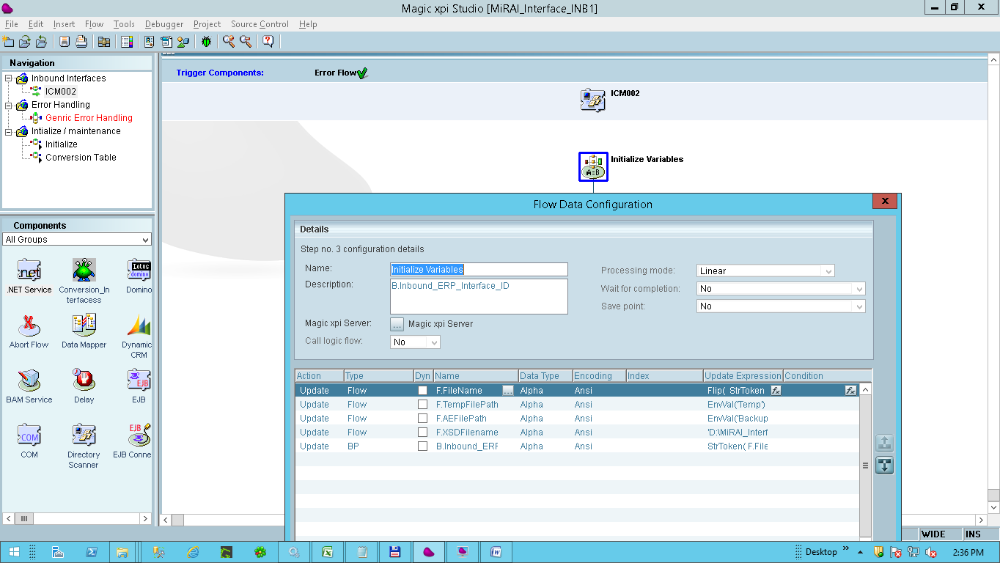 Magic xpi Studio [MiRAI_Interface_INB1]
File Edit Insert Flow Tools Debugger Project Source Control Help
Navigation
Inbound Interfaces
ICM002
Error Handling
Genric Error Handling
Intialize / maintenance
Initialize
Conversion Table
Trigger Components: Error Flow
ICM002
Initialize Variables
A=B
Components
All Groups
.net Lotus domino
.NET Service Conversion_In terfacess Domino
Abort Flow Data Mapper Dynamic CRM
EJB
BAM Service Delay EJB
COM EJB
COM Directory Scanner EJB Conne
Flow Data Configuration
Details
Step no. 3 configuration details
Name: Initialize Variables Processing mode: Linear
Description: B.Inbound_ERP_Interface_ID Wait for completion: No
Save point: No
Magic xpi Server: ... Magic xpi Server
Call logic flow: No
Action Type Dyn Name Data Type Encoding Index Update Expression Condition
Update Flow F.FileName ... Alpha Ansi Flip( StrToken fx fx
Update Flow F.TempFilePath Alpha Ansi EnvVal('Temp')
Update Flow F.AEFilePath Alpha Ansi EnvVal('Backup
Update Flow F.XSDFilename Alpha Ansi 'D:\MiRAI_Interf
Update BP B.Inbound_ERF Alpha Ansi StrToken( F.File
WIDE INS
Desktop 2:36 PM